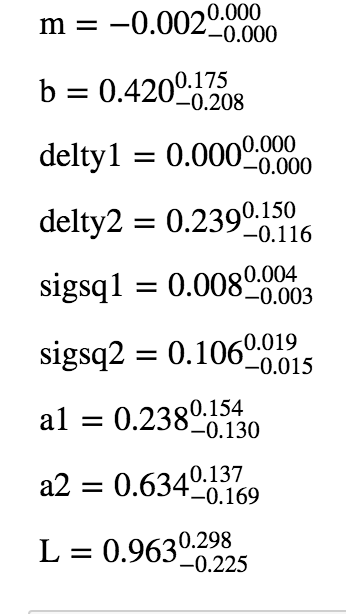 m = −0.002^{0.000}_{−0.000}
b = 0.420^{0.175}_{−0.208}
delty1 = 0.000^{0.000}_{−0.000}
delty2 = 0.239^{0.150}_{−0.116}
sigsq1 = 0.008^{0.004}_{−0.003}
sigsq2 = 0.106^{0.019}_{−0.015}
a1 = 0.238^{0.154}_{−0.130}
a2 = 0.634^{0.137}_{−0.169}
L = 0.963^{0.298}_{−0.225}